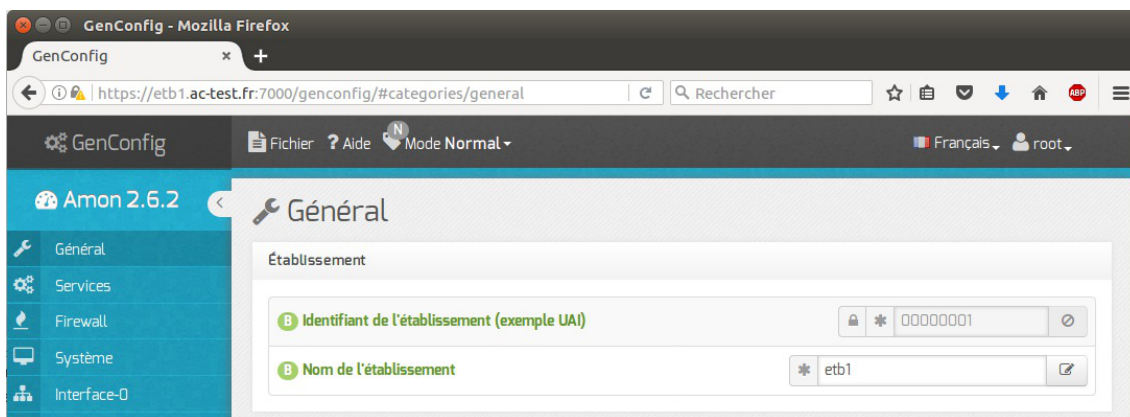 GenConfig - Mozilla Firefox
GenConfig × +
https://etb1.ac-test.fr:7000/genconfig/#categories/general Rechercher ABP
GenConfig Fichier ? Aide N Mode Normal Français root
Amon 2.6.2
Général
Établissement
Général
Services
Firewall
Système
Interface-0
B Identifiant de l'établissement (exemple UAI) * 00000001
B Nom de l'établissement * etb1